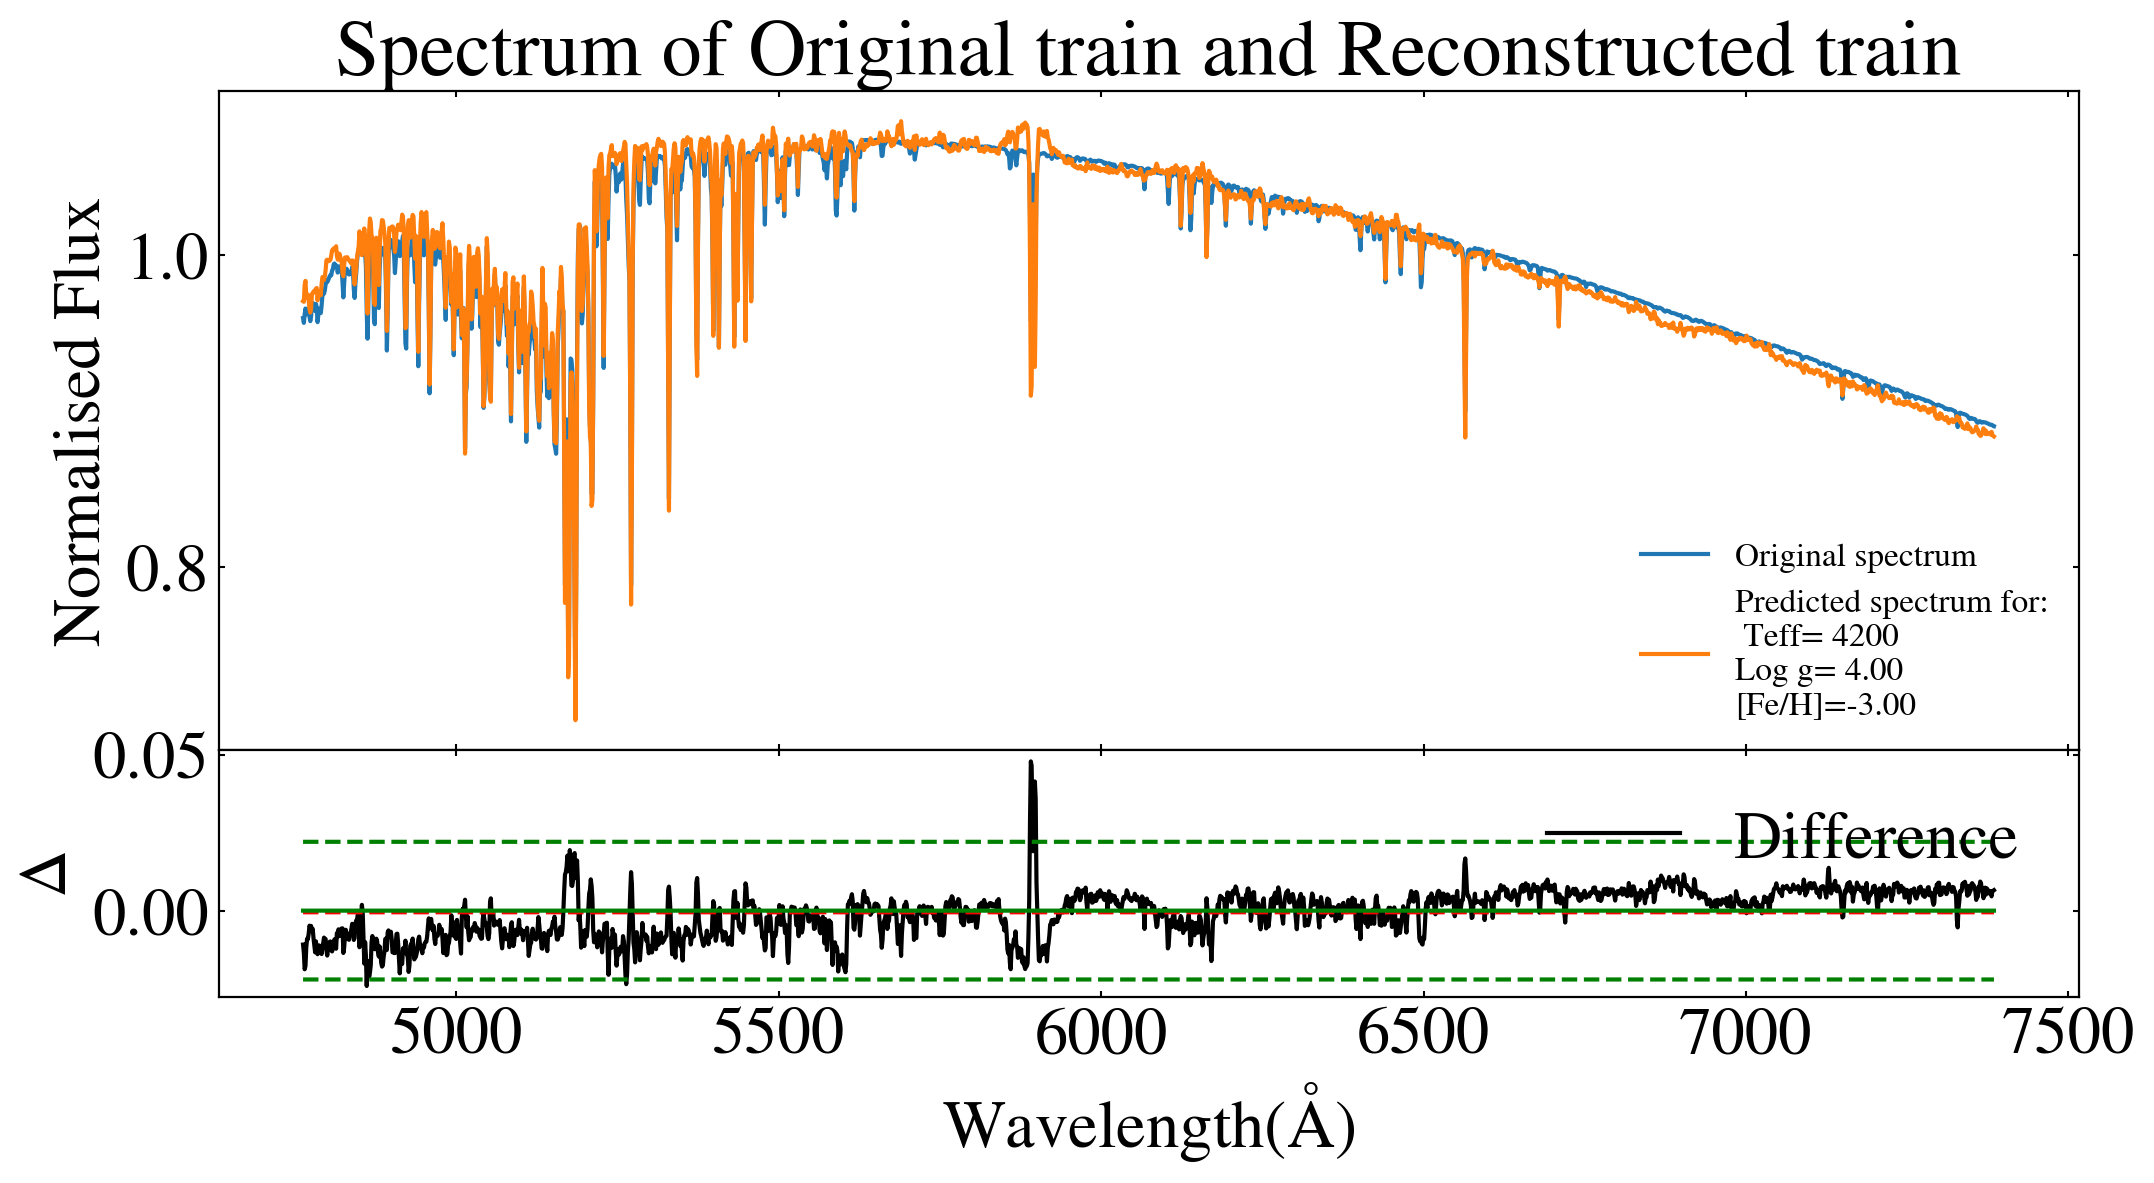 Spectrum of Original train and Reconstructed train
Normalised Flux
1.0
0.8
Original spectrum
Predicted spectrum for:
Teff= 4200
Log g= 4.00
[Fe/H]=-3.00
0.05
0.00
Δ
Difference
5000 5500 6000 6500 7000 7500
Wavelength(Å)